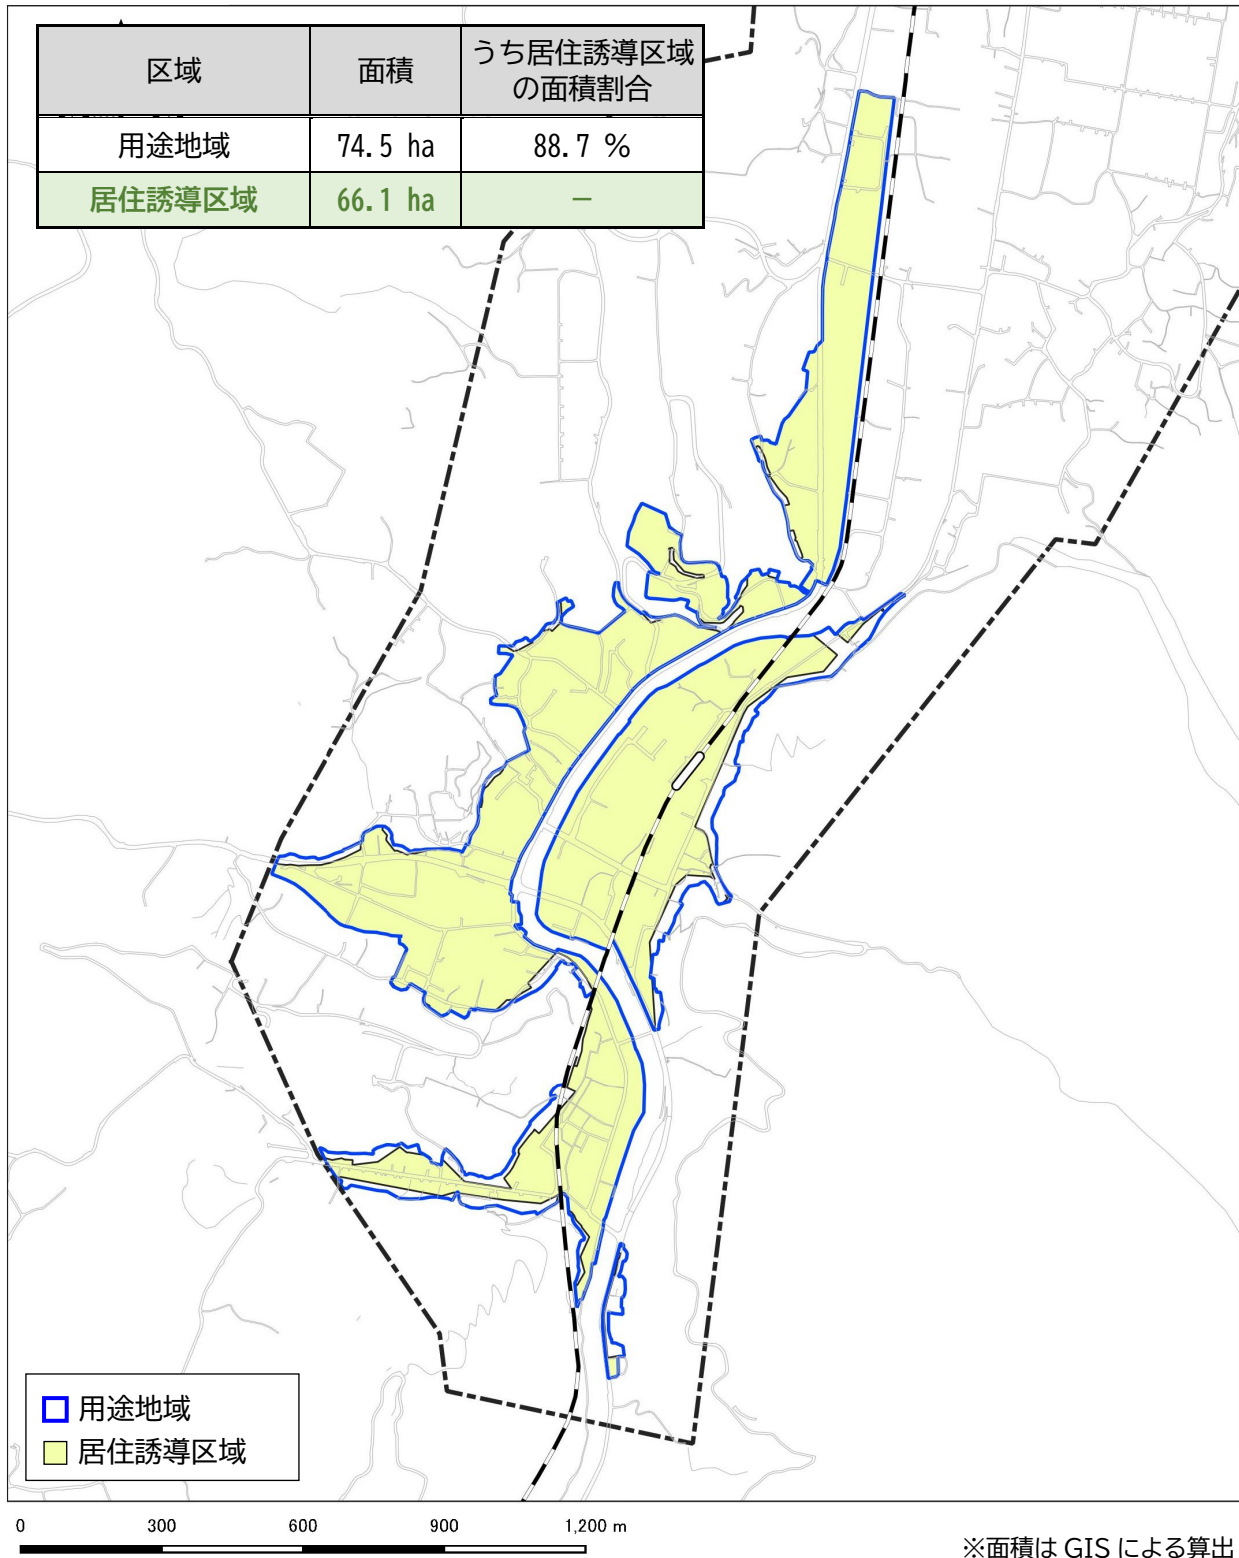 区域 面積 うち居住誘導区域
の面積割合
用途地域 74.5 ha 88.7 %
居住誘導区域 66.1 ha －
用途地域
居住誘導区域
0 300 600 900 1,200 m
※面積は GIS による算出